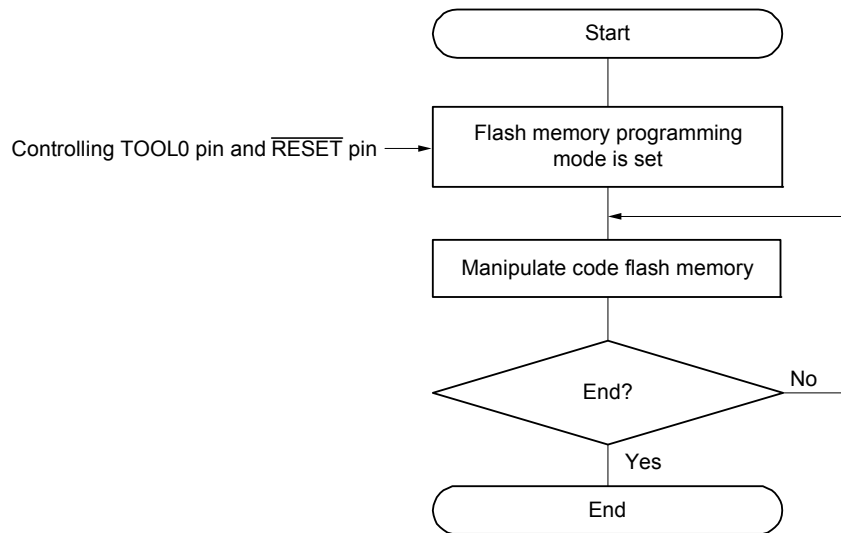 Start
Controlling TOOL0 pin and RESET pin
Flash memory programming
mode is set
Manipulate code flash memory
End?
No
Yes
End